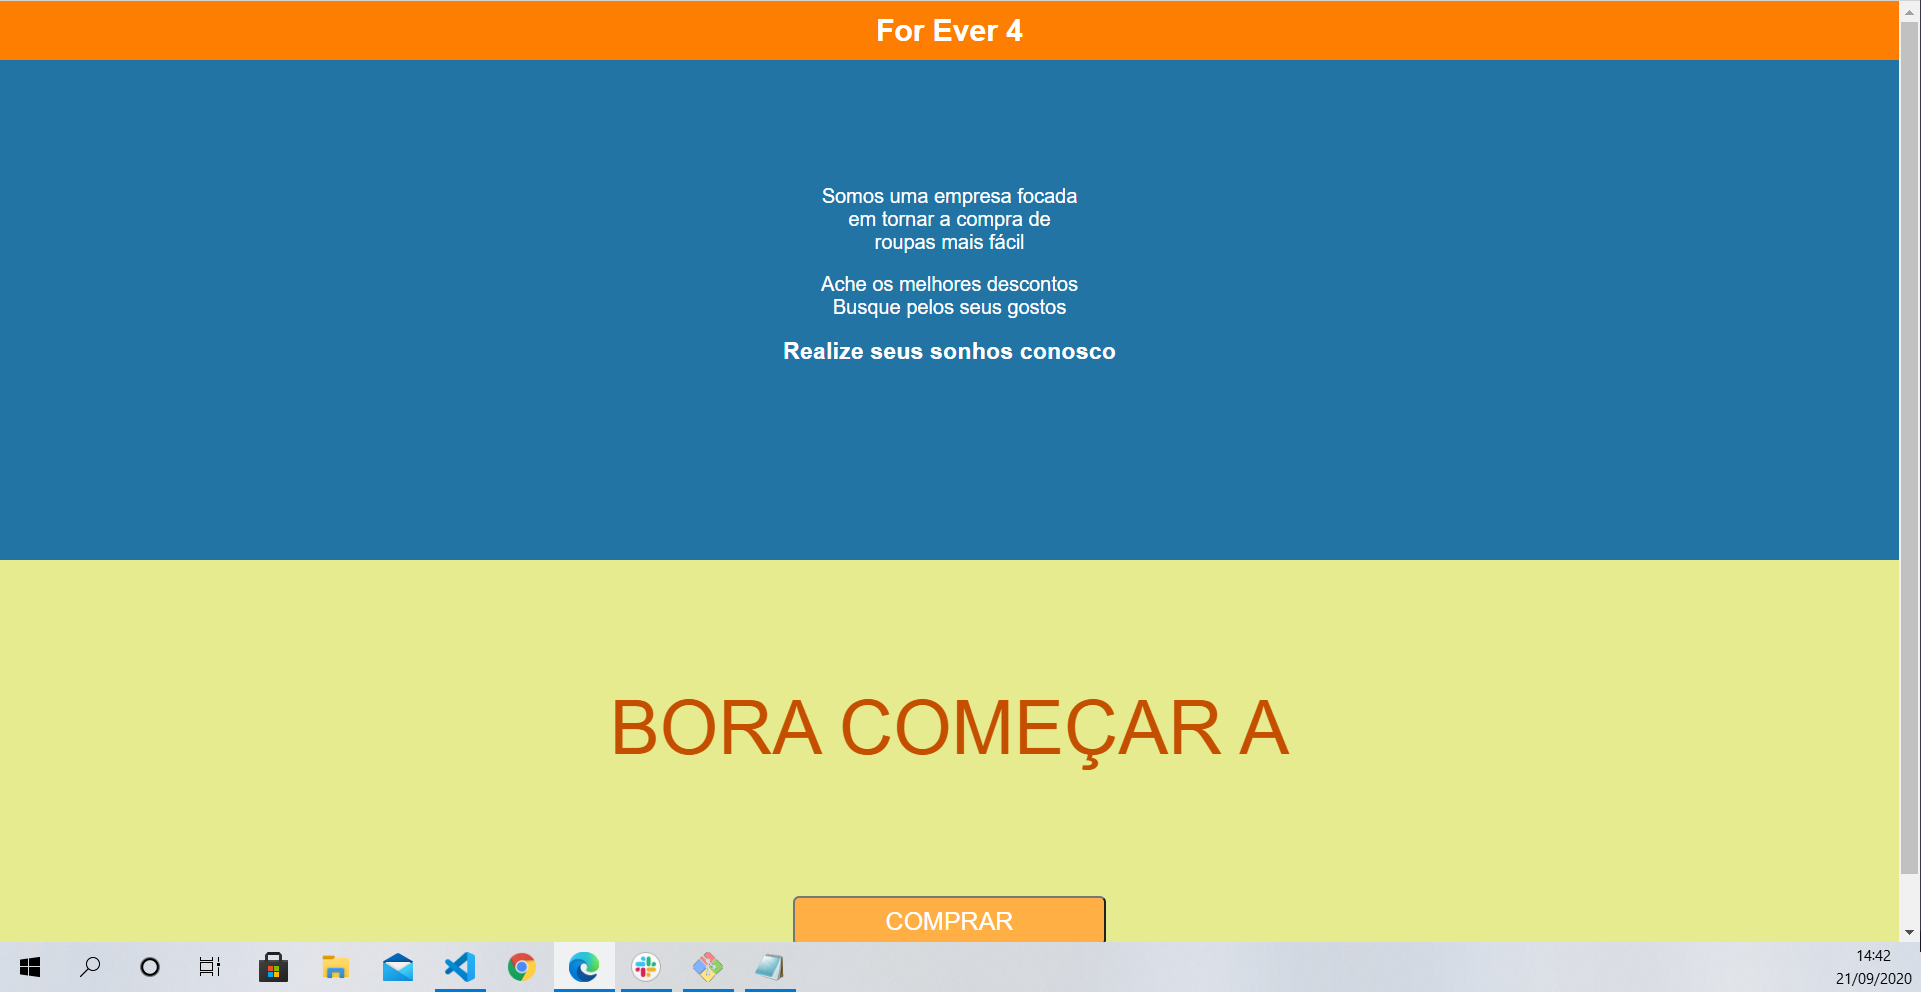 For Ever 4
Somos uma empresa focada
em tornar a compra de
roupas mais fácil
Ache os melhores descontos
Busque pelos seus gostos
Realize seus sonhos conosco
BORA COMEÇAR A
COMPRAR
14:42
21/09/2020